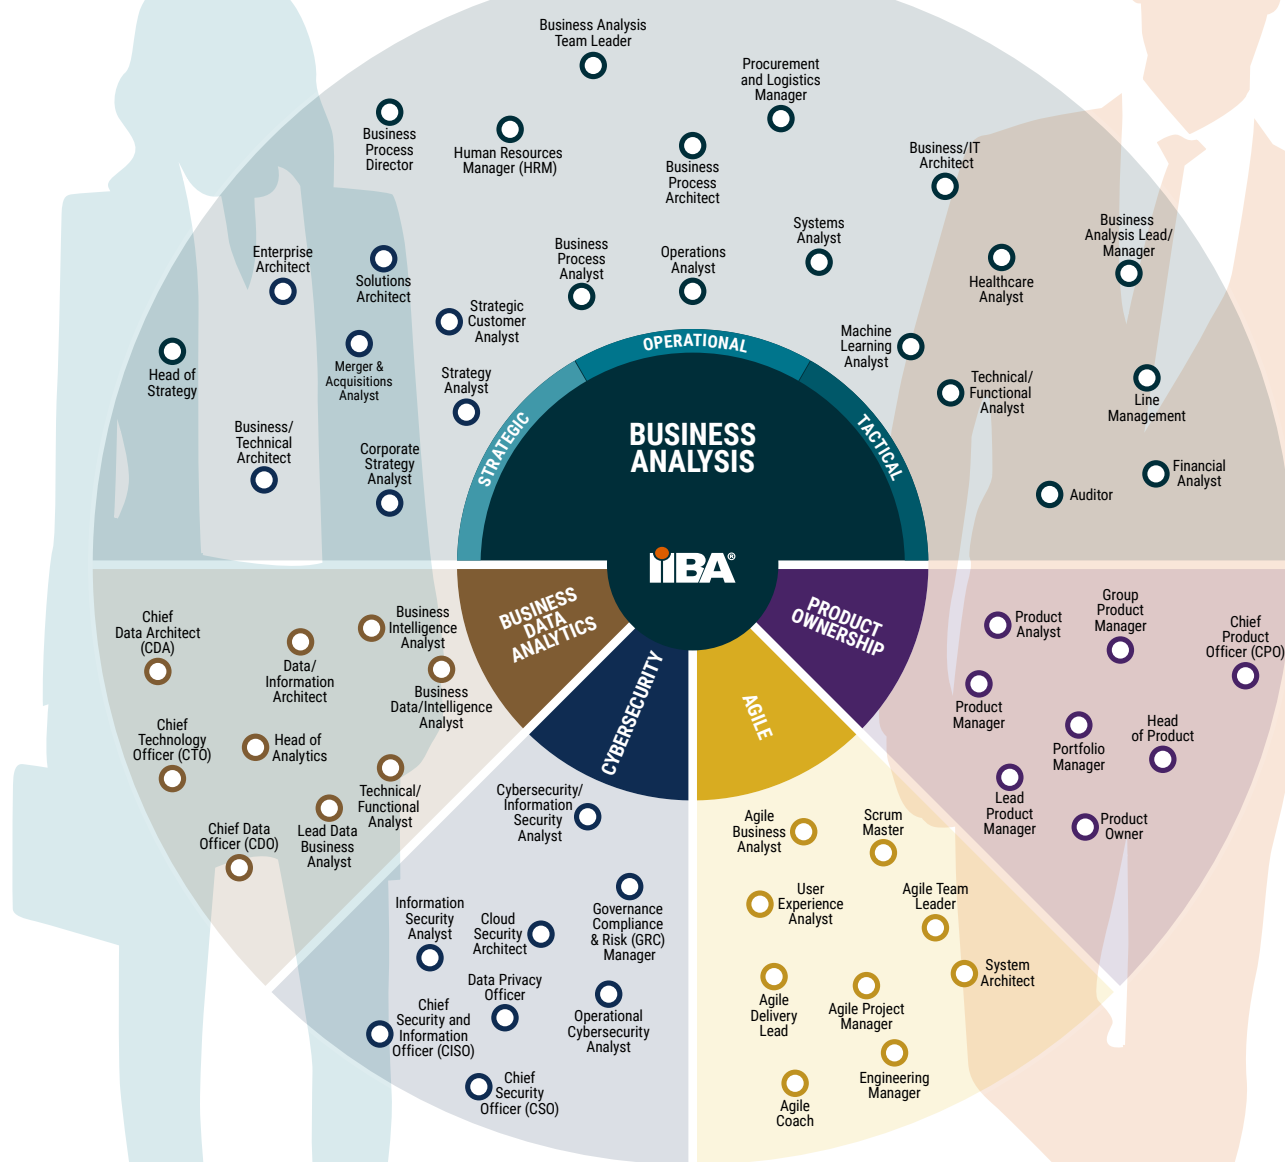 Business Analysis
Team Leader
Procurement
and Logistics
Manager
Business
Process
Director
Human Resources
Manager (HRM)
Business
Process
Architect
Business/IT
Architect
Enterprise
Architect
Solutions
Architect
Business
Process
Analyst
Operations
Analyst
Systems
Analyst
Healthcare
Analyst
Business
Analysis Lead/
Manager
Strategic
Customer
Analyst
Head of
Strategy
Merger &
Acquisitions
Analyst
Strategy
Analyst
Machine
Learning
Analyst
Technical/
Functional
Analyst
Line
Management
Business/
Technical
Architect
Corporate
Strategy
Analyst
Auditor
Financial
Analyst
STRATEGIC
OPERATIONAL
TACTICAL
BUSINESS
ANALYSIS
iiBA®
BUSINESS
DATA
ANALYTICS
CYBERSECURITY
AGILE
PRODUCT
OWNERSHIP
Chief
Data Architect
(CDA)
Data/
Information
Architect
Business
Intelligence
Analyst
Business
Data/Intelligence
Analyst
Chief
Technology
Officer (CTO)
Head of
Analytics
Technical/
Functional
Analyst
Chief Data
Officer (CDO)
Lead Data
Business
Analyst
Cybersecurity/
Information
Security
Analyst
Information
Security
Analyst
Cloud
Security
Architect
Governance
Compliance
& Risk (GRC)
Manager
Data Privacy
Officer
Chief
Security and
Information
Officer (CISO)
Operational
Cybersecurity
Analyst
Chief
Security
Officer (CSO)
Agile
Business
Analyst
Scrum
Master
User
Experience
Analyst
Agile Team
Leader
System
Architect
Agile
Delivery
Lead
Agile Project
Manager
Engineering
Manager
Agile
Coach
Product
Analyst
Group
Product
Manager
Chief
Product
Officer (CPO)
Product
Manager
Portfolio
Manager
Head
of Product
Lead
Product
Manager
Product
Owner